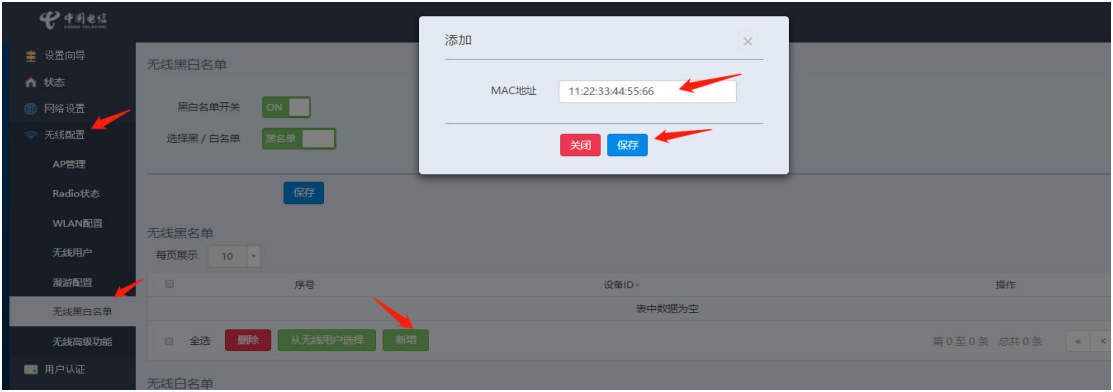 中国电信
CHINA TELECOM
设置向导
状态
网络设置
无线配置
AP管理
Radio状态
WLAN配置
无线用户
漫游配置
无线黑白名单
无线高级功能
用户认证
无线黑白名单
黑白名单开关 ON
选择黑 / 白名单 黑名单
保存
添加 ×
MAC地址 11:22:33:44:55:66
关闭 保存
无线黑名单
每页展示 10
序号 设备ID 操作
表中数据为空
全选 删除 从无线用户选择 新增 第 0 至 0 条 总共 0 条 « <
无线白名单